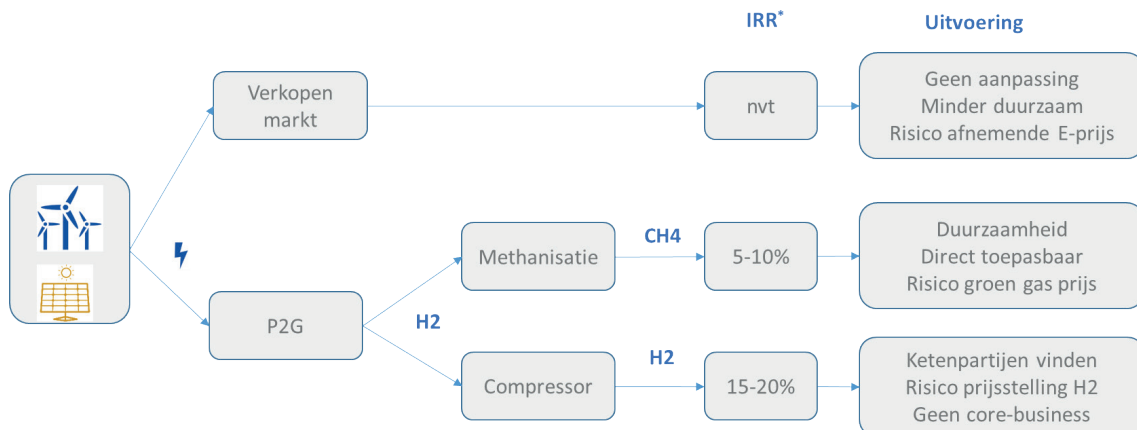 IRR*
Uitvoering
Verkopen
markt
nvt
Geen aanpassing
Minder duurzaam
Risico afnemende E-prijs
Methanisatie
CH4
5-10%
Duurzaamheid
Direct toepasbaar
Risico groen gas prijs
P2G
H2
Compressor
H2
15-20%
Ketenpartijen vinden
Risico prijsstelling H2
Geen core-business